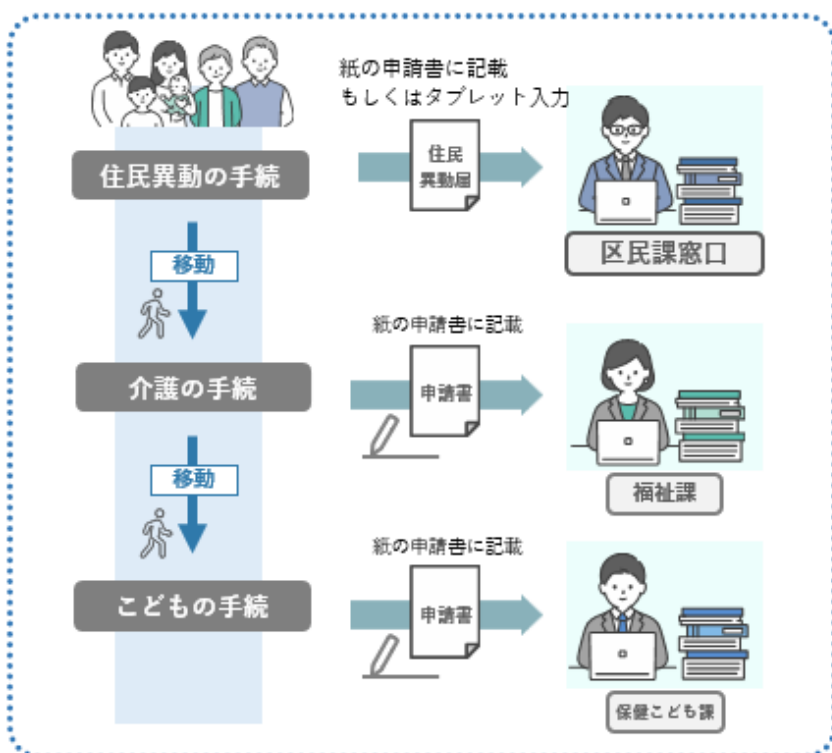 紙の申請書に記載
もしくはタブレット入力
住民異動の手続
住民
異動届
区民課窓口
移動
紙の申請書に記載
介護の手続
申請書
福祉課
移動
紙の申請書に記載
こどもの手続
申請書
保健こども課